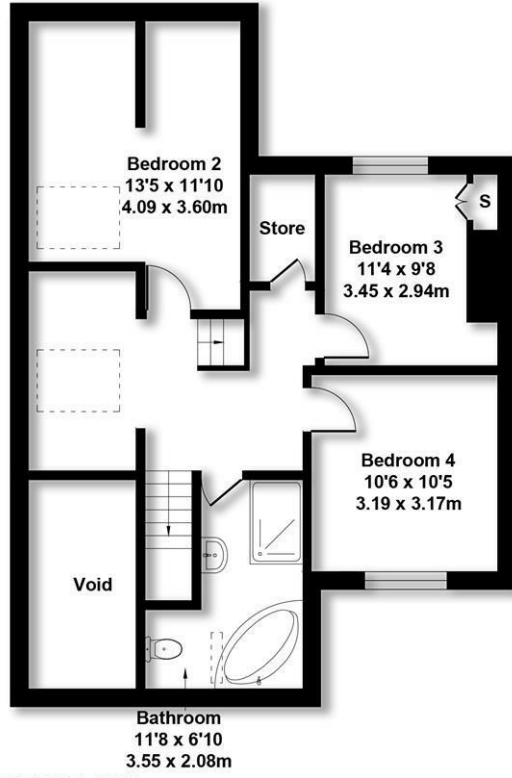 Bedroom 2
13'5 x 11'10
4.09 x 3.60m
Store
S
Bedroom 3
11'4 x 9'8
3.45 x 2.94m
Bedroom 4
10'6 x 10'5
3.19 x 3.17m
Void
Bathroom
11'8 x 6'10
3.55 x 2.08m